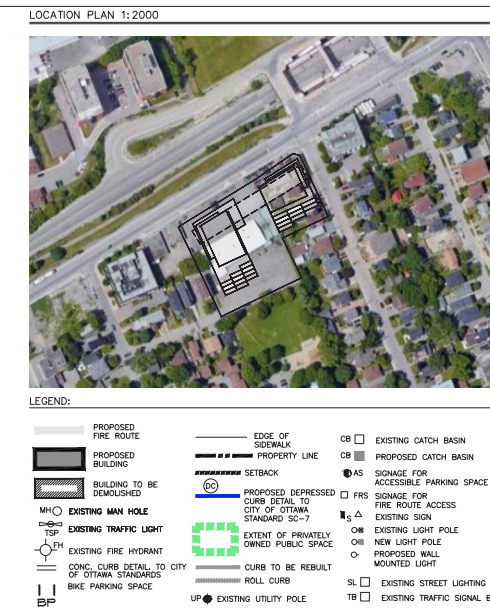 LOCATION PLAN 1:2000
LEGEND:
PROPOSED
FIRE ROUTE
PROPOSED
BUILDING
BUILDING TO BE
DEMOLISHED
MH EXISTING MAN HOLE
TSP EXISTING TRAFFIC LIGHT
FH EXISTING FIRE HYDRANT
CONC. CURB DETAIL, TO CITY
OF OTTAWA STANDARDS
BP BIKE PARKING SPACE
EDGE OF
SIDEWALK
PROPERTY LINE
SETBACK
DC
PROPOSED DEPRESSED
CURB DETAIL TO
CITY OF OTTAWA
STANDARD SC-7
EXTENT OF PRIVATELY
OWNED PUBLIC SPACE
CURB TO BE REBUILT
ROLL CURB
UP EXISTING UTILITY POLE
CB EXISTING CATCH BASIN
CB PROPOSED CATCH BASIN
AS SIGNAGE FOR
ACCESSIBLE PARKING SPACE
FRS SIGNAGE FOR
FIRE ROUTE ACCESS
S EXISTING SIGN
EXISTING LIGHT POLE
NEW LIGHT POLE
PROPOSED WALL
MOUNTED LIGHT
SL EXISTING STREET LIGHTING
TB EXISTING TRAFFIC SIGNAL B